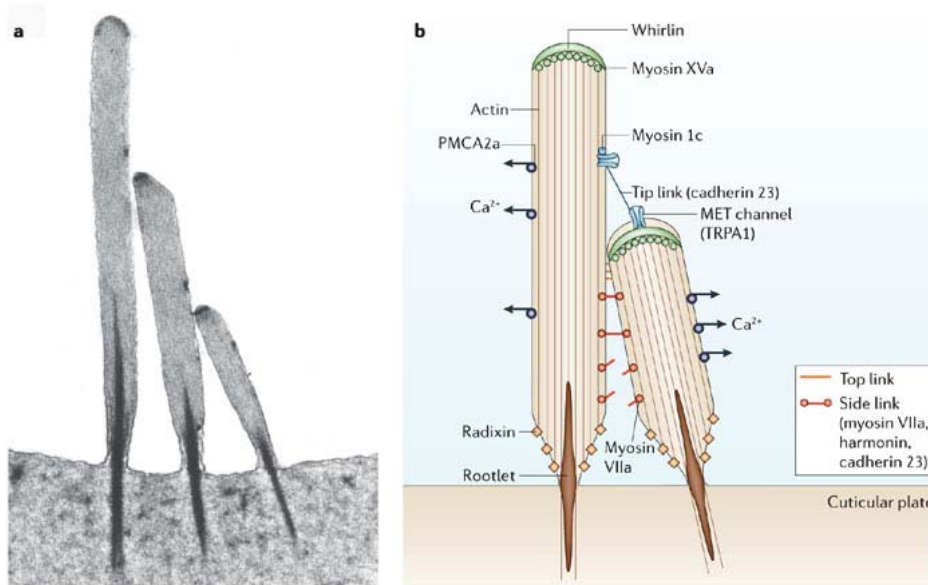 a
b
Whirlin
Myosin XVa
Actin
Myosin 1c
PMCA2a
Tip link (cadherin 23)
Ca²⁺
MET channel
(TRPA1)
Ca²⁺
Top link
Side link
(myosin VIIa,
harmonin,
cadherin 23)
Radixin
Myosin
VIIa
Rootlet
Cuticular plate